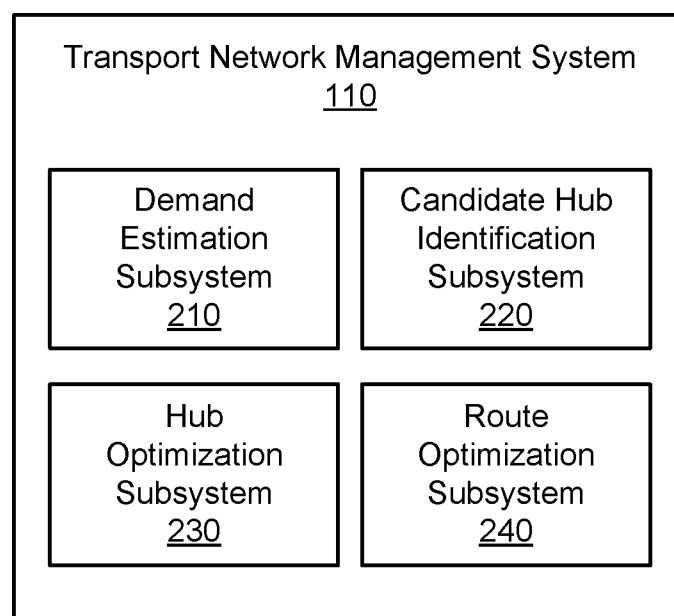 Transport Network Management System
110
Demand
Estimation
Subsystem
210
Candidate Hub
Identification
Subsystem
220
Hub
Optimization
Subsystem
230
Route
Optimization
Subsystem
240